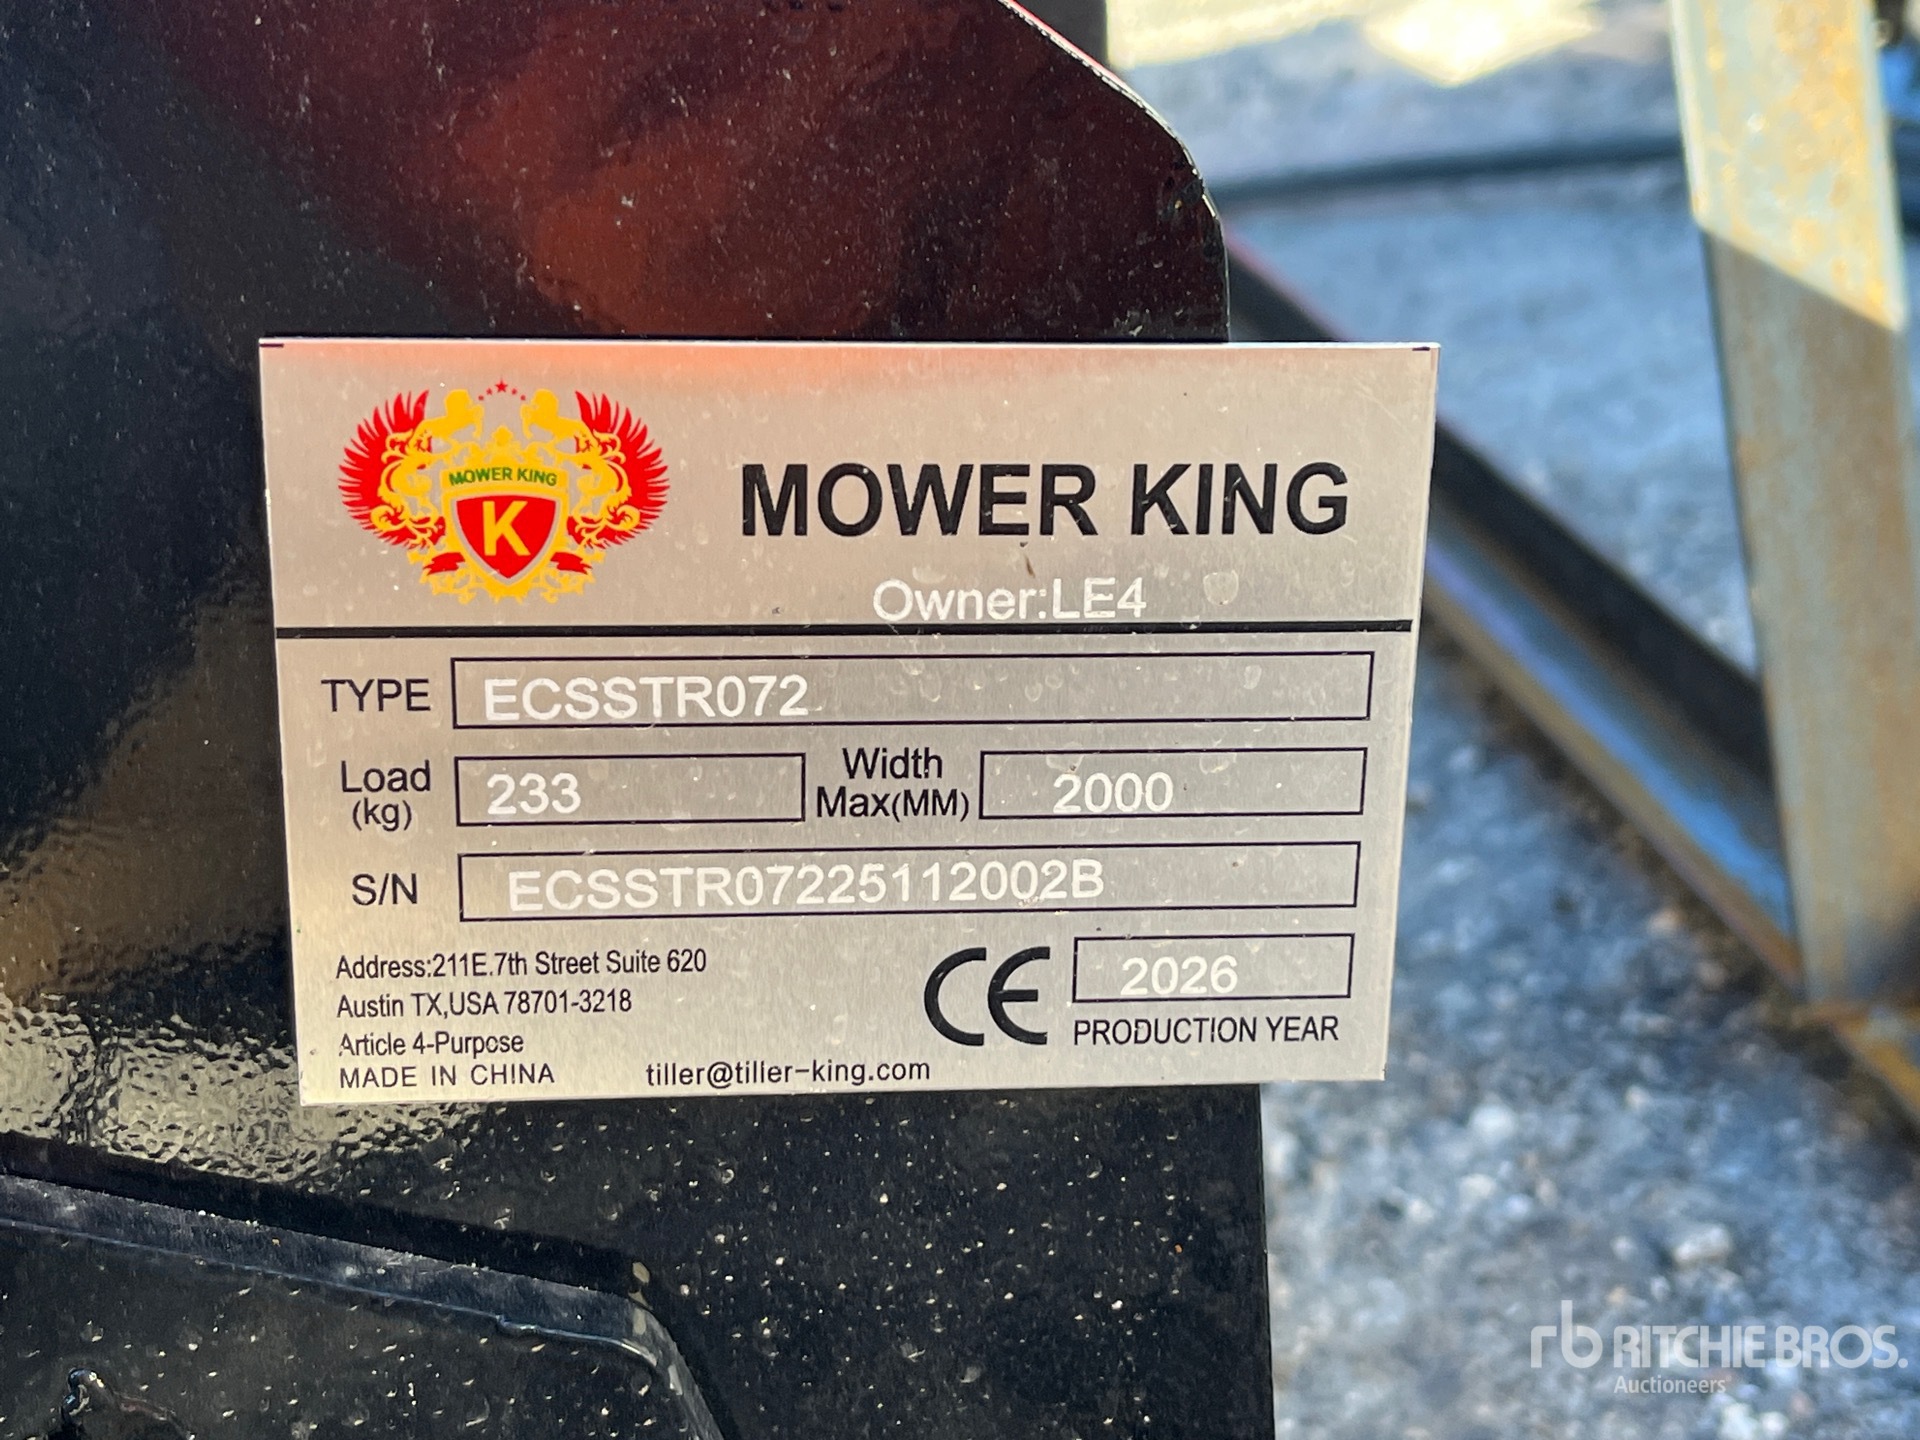 MOWER KING
K
MOWER KING
Owner:LE4
TYPE ECSSTR072
Load (kg) 233 Width Max(MM) 2000
S/N ECSSTR07225112002B
Address:211E.7th Street Suite 620
Austin TX,USA 78701-3218
Article 4-Purpose
MADE IN CHINA tiller@tiller-king.com
CE 2026
PRODUCTION YEAR
rb RITCHIE BROS.
Auctioneers